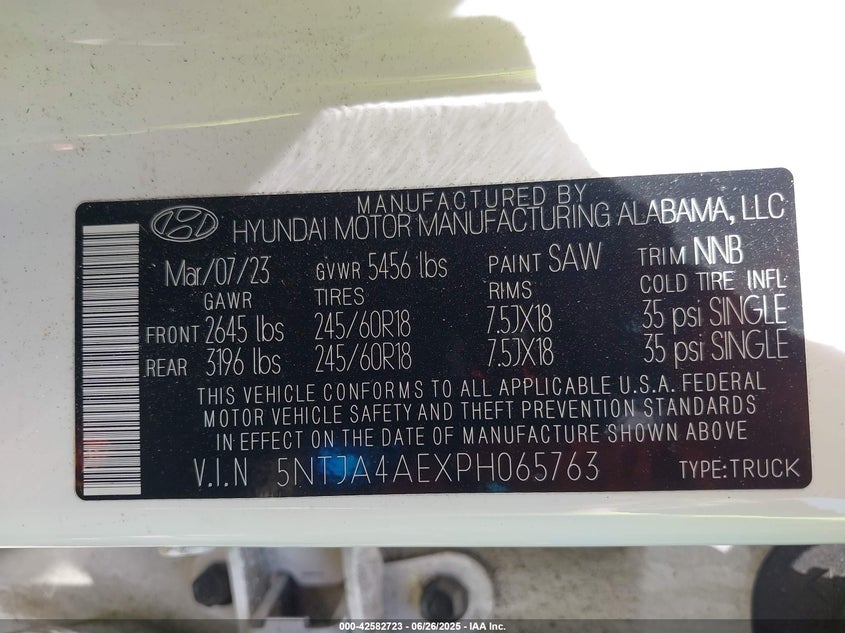 MANUFACTURED BY
HYUNDAI MOTOR MANUFACTURING ALABAMA, LLC
Mar/07/23 GVWR 5456 lbs PAINT SAW TRIM NNB
GAWR TIRES RIMS COLD TIRE INFL
FRONT 2645 lbs 245/60R18 7.5JX18 35 psi SINGLE
REAR 3196 lbs 245/60R18 7.5JX18 35 psi SINGLE
THIS VEHICLE CONFORMS TO ALL APPLICABLE U.S.A. FEDERAL
MOTOR VEHICLE SAFETY AND THEFT PREVENTION STANDARDS
IN EFFECT ON THE DATE OF MANUFACTURE SHOWN ABOVE
V.I.N 5NTJA4AEXPH065763 TYPE:TRUCK
000-42582723 - 06/26/2025 - IAA Inc.